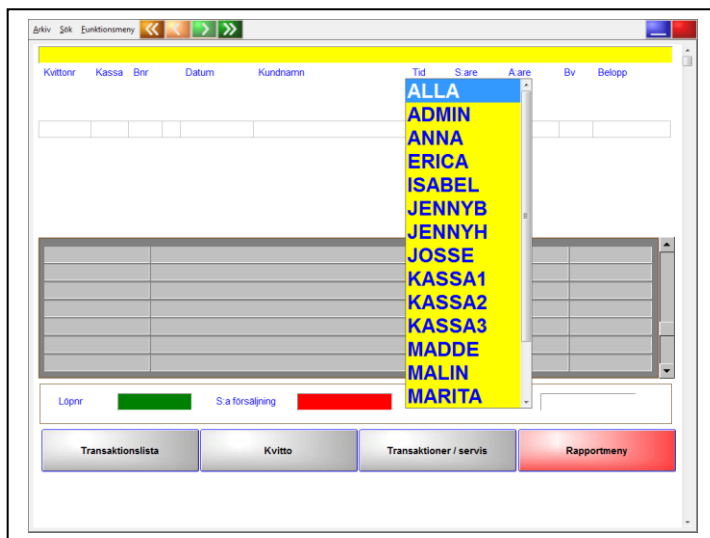 Arkiv Sök Funktionsmeny
Kvittonr Kassa Bnr Datum Kundnamn Tid S:are A:are Bv Belopp
ALLA
ADMIN
ANNA
ERICA
ISABEL
JENNYB
JENNYH
JOSSE
KASSA1
KASSA2
KASSA3
MADDE
MALIN
MARITA
Löpnr S:a försäljning
Transaktionslista Kvitto Transaktioner / servis Rapportmeny